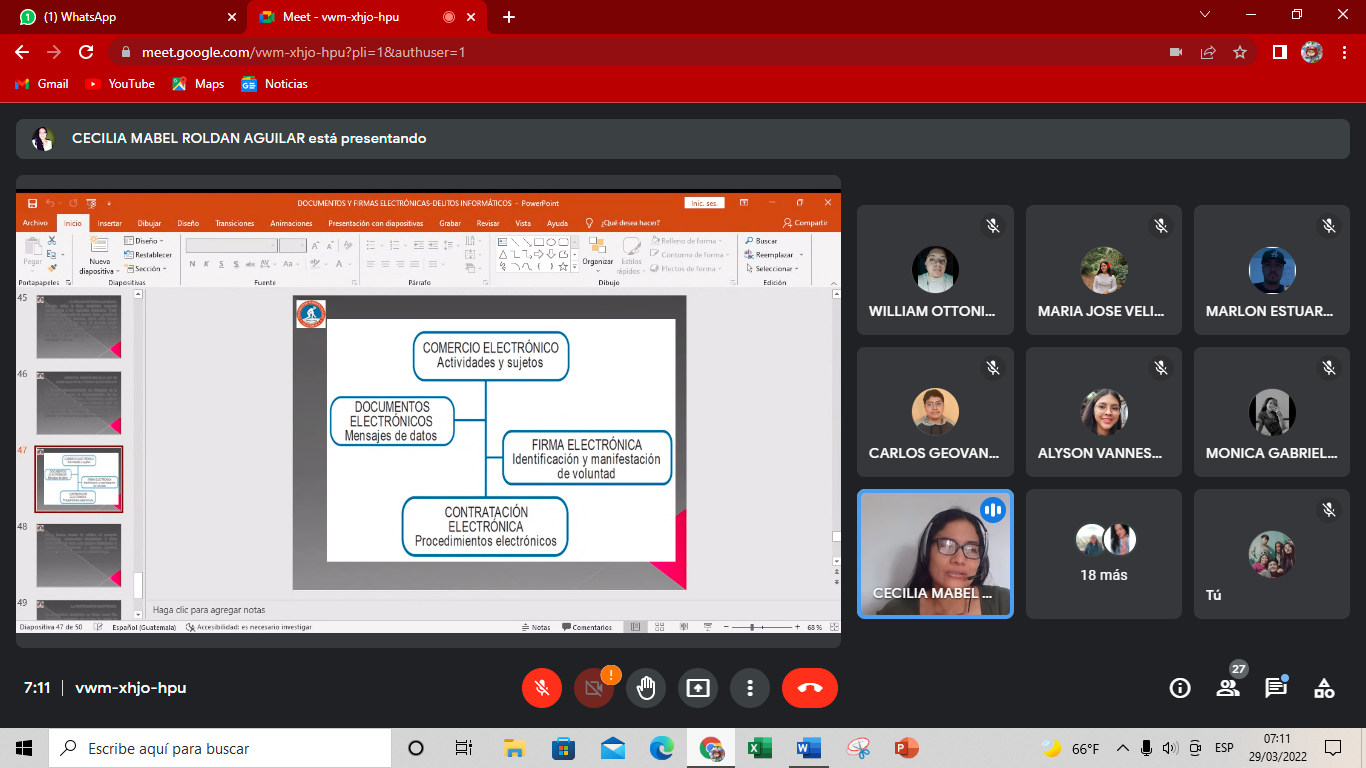 (1) WhatsApp
Meet - vwm-xhjo-hpu
meet.google.com/vwm-xhjo-hpu?pli=1&authuser=1
Gmail
YouTube
Maps
Noticias
CECILIA MABEL ROLDAN AGUILAR está presentando
DOCUMENTOS Y FIRMAS ELECTRÓNICAS-DELITOS INFORMÁTICOS - PowerPoint
Inic. ses.
Archivo Inicio Insertar Dibujar Diseño Transiciones Animaciones Presentación con diapositivas Grabar Revisar Vista Ayuda ¿Qué desea hacer? Compartir
Pegar
Nueva diapositiva
Diseño
Restablecer
Sección
N K S S abc AV Aa
Organizar
Estilos rápidos
Relleno de forma
Contorno de forma
Efectos de forma
Buscar
Reemplazar
Seleccionar
Portapapeles Diapositivas Fuente Párrafo Dibujo Edición
45
46
47
48
49
COMERCIO ELECTRÓNICO
Actividades y sujetos
DOCUMENTOS
ELECTRÓNICOS
Mensajes de datos
FIRMA ELECTRÓNICA
Identificación y manifestación
de voluntad
CONTRATACIÓN
ELECTRÓNICA
Procedimientos electrónicos
Haga clic para agregar notas
Diapositiva 47 de 50 Español (Guatemala) Accesibilidad: es necesario investigar Notas Comentarios 68 %
WILLIAM OTTONI...
MARIA JOSE VELI...
MARLON ESTUAR...
CARLOS GEOVAN...
ALYSON VANNES...
MONICA GABRIEL...
CECILIA MABEL ...
18 más
Tú
7:11 | vwm-xhjo-hpu
27
Escribe aquí para buscar
66°F
ESP
07:11
29/03/2022